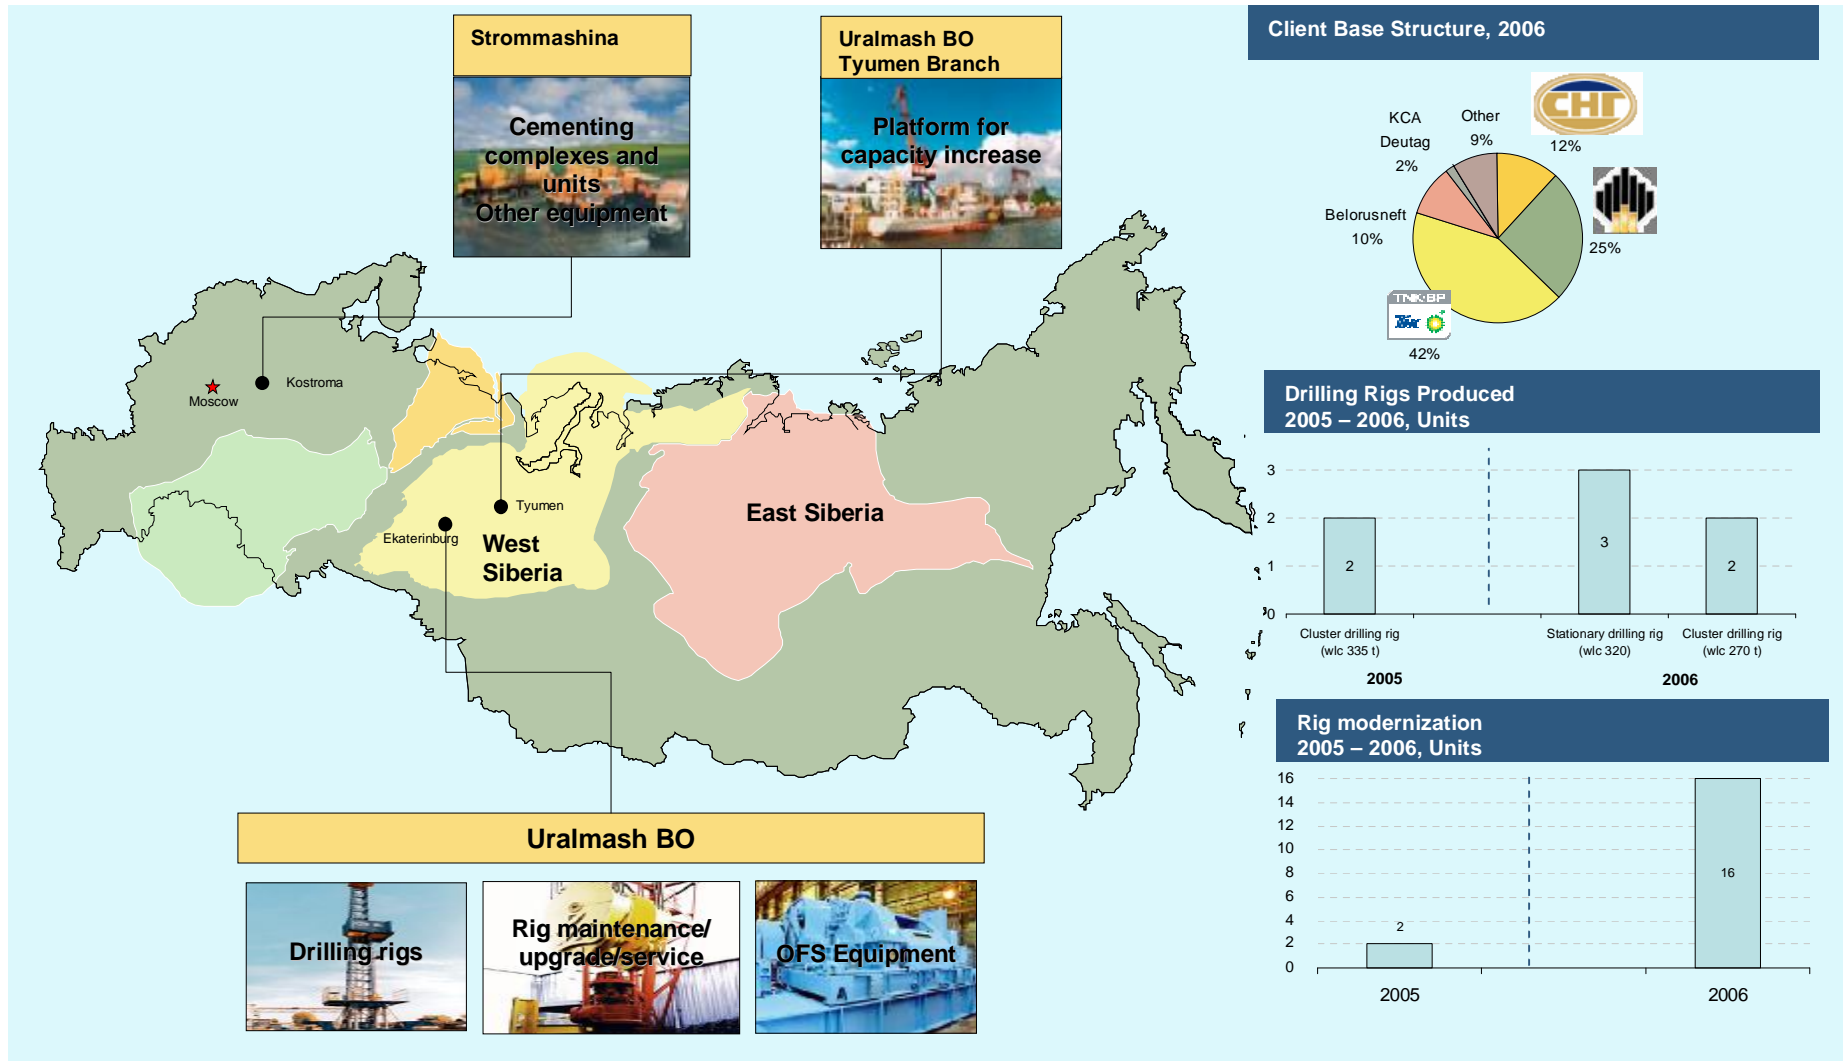 Strommashina
Cementing
complexes and
units
Other equipment
Uralmash BO
Tyumen Branch
Platform for
capacity increase
Kostroma
Moscow
Tyumen
Ekaterinburg
West
Siberia
East Siberia
Uralmash BO
Drilling rigs
Rig maintenance/
upgrade/service
OFS Equipment
Client Base Structure, 2006
СНГ
12%
25%
TNK-BP
42%
Belorusneft
10%
KCA
Deutag
2%
Other
9%
Drilling Rigs Produced
2005 – 2006, Units
3
2
1
0
2
3
2
Cluster drilling rig
(wlc 335 t)
Stationary drilling rig
(wlc 320)
Cluster drilling rig
(wlc 270 t)
2005
2006
Rig modernization
2005 – 2006, Units
16
14
12
10
8
6
4
2
0
2
16
2005
2006